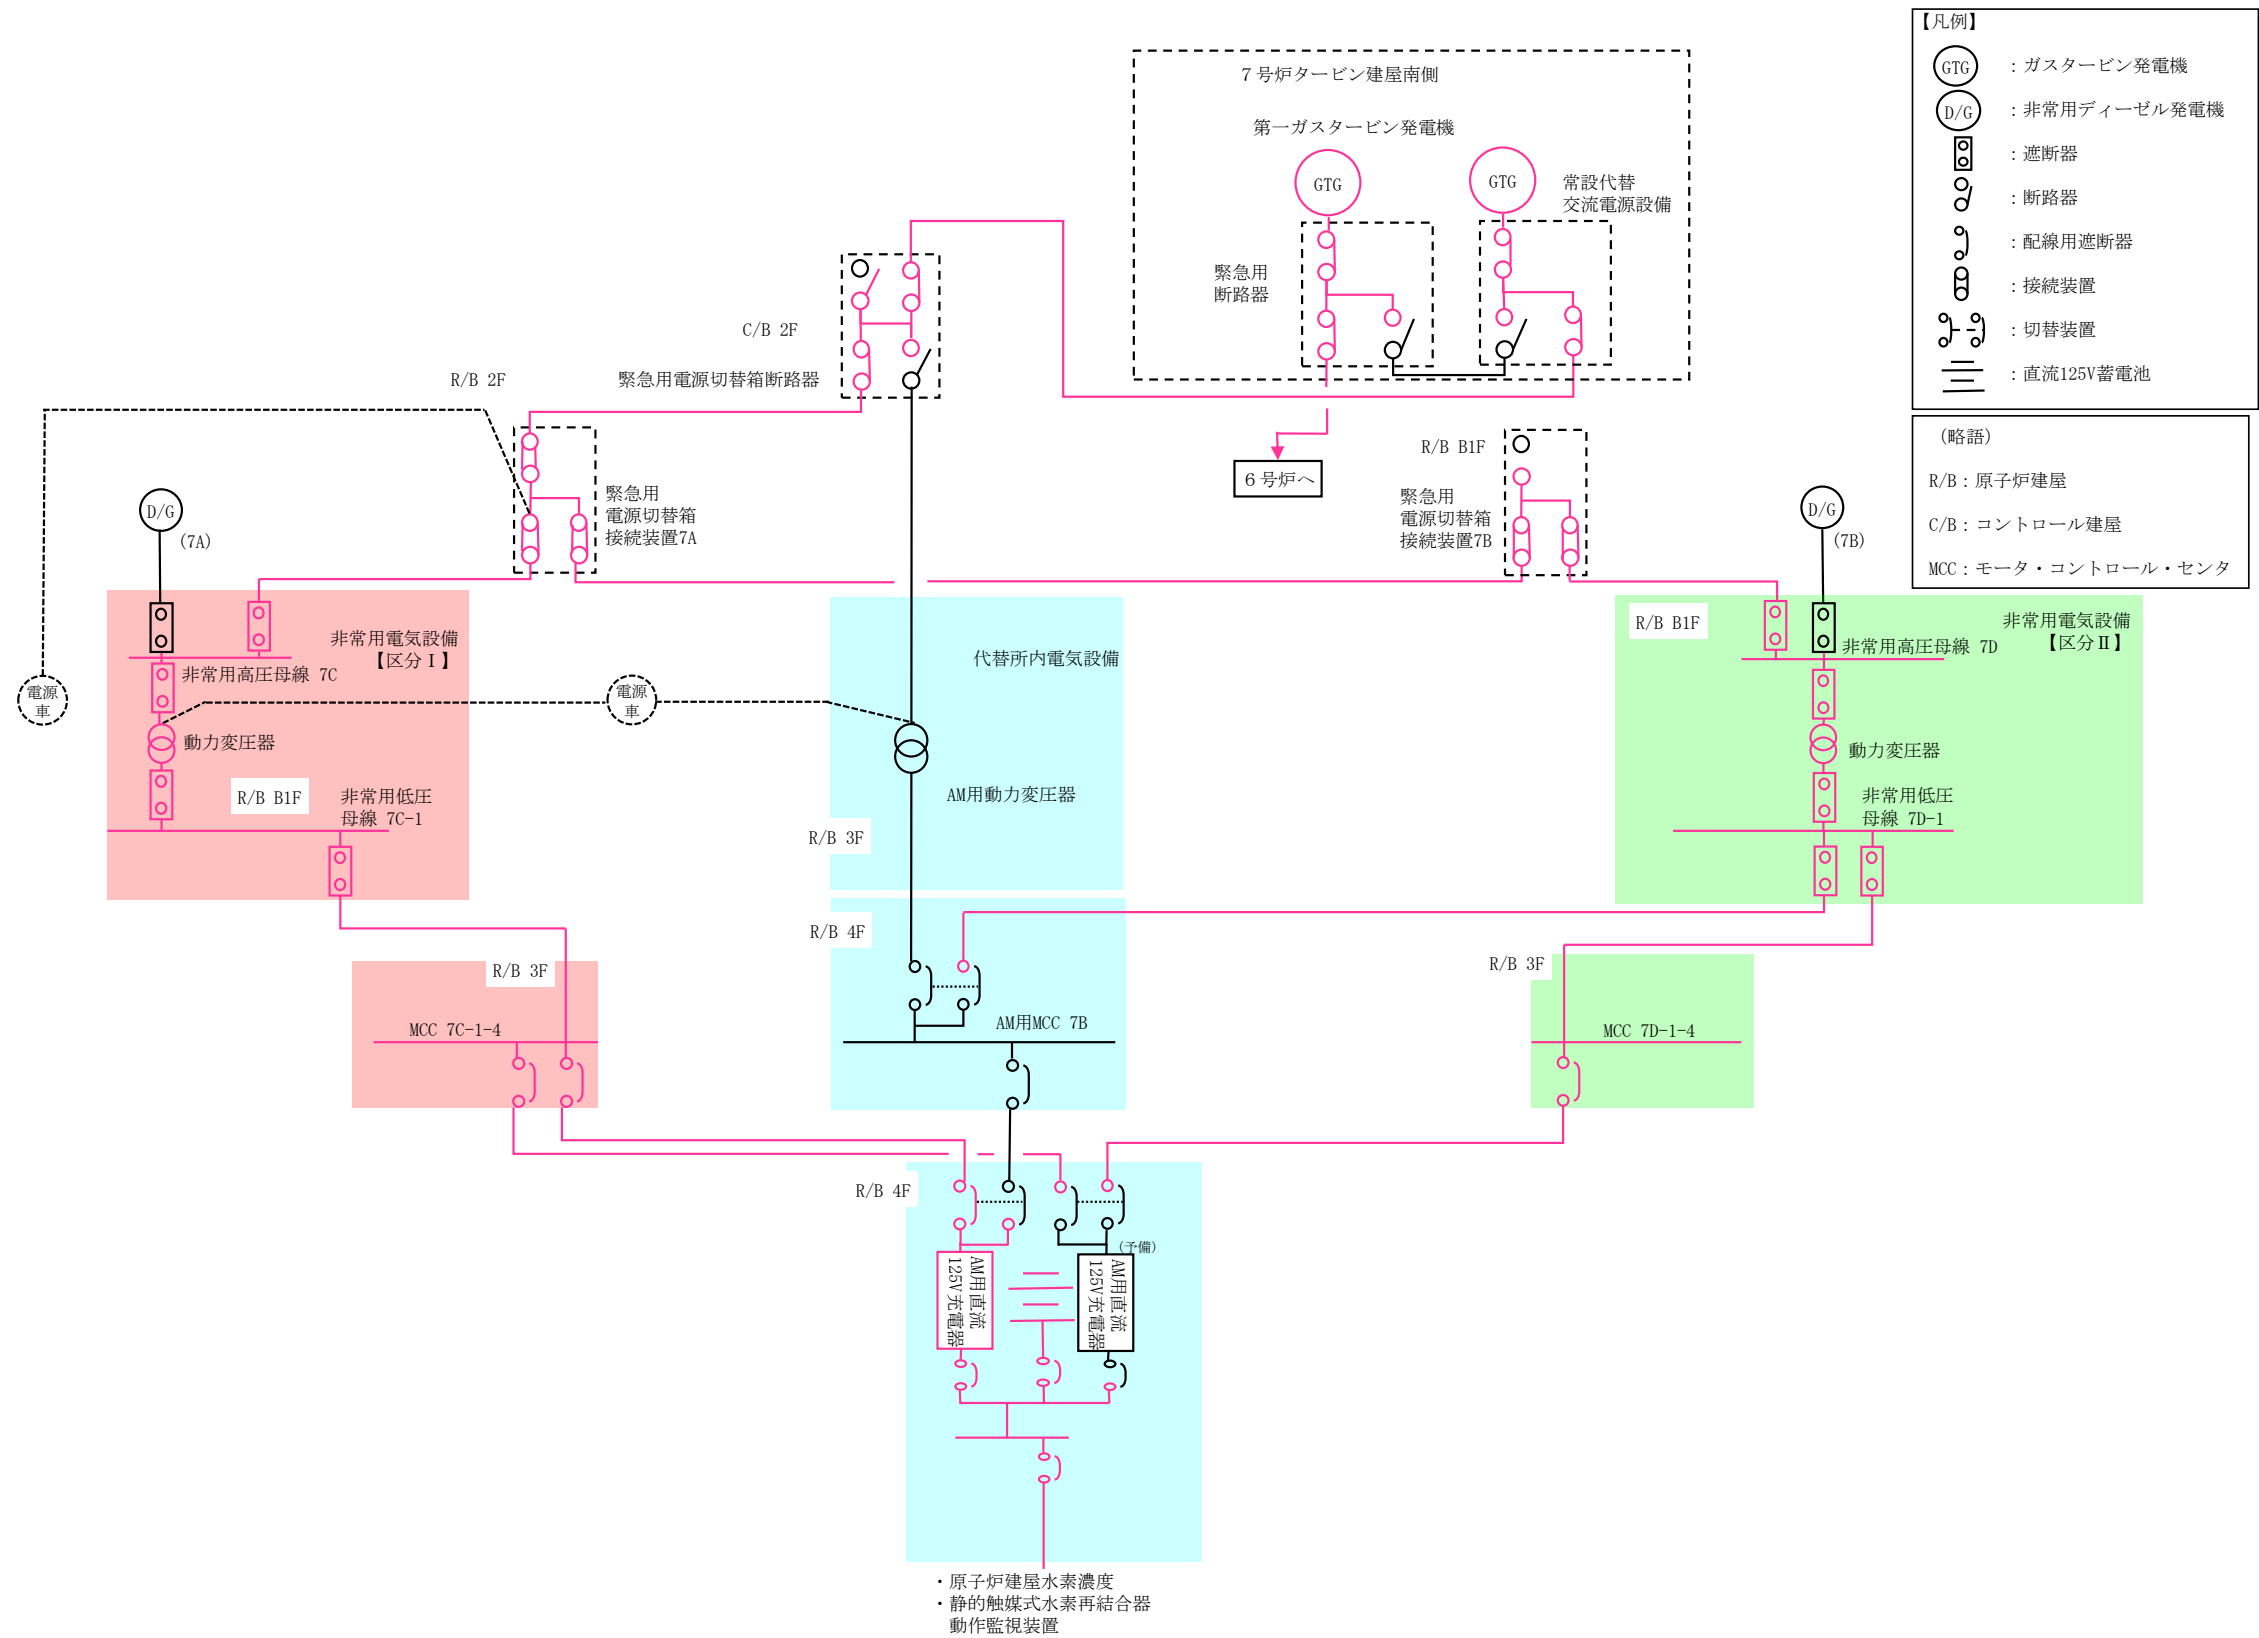 ７号炉タービン建屋南側
第一ガスタービン発電機
GTG
GTG
常設代替
交流電源設備
緊急用
断路器
C/B 2F
緊急用電源切替箱断路器
R/B 2F
６号炉へ
R/B B1F
緊急用
電源切替箱
接続装置7A
緊急用
電源切替箱
接続装置7B
D/G
(7A)
D/G
(7B)
【凡例】
GTG
：ガスタービン発電機
D/G
：非常用ディーゼル発電機
：遮断器
：断路器
：配線用遮断器
：接続装置
：切替装置
：直流125V蓄電池
（略語）
R/B：原子炉建屋
C/B：コントロール建屋
MCC：モータ・コントロール・センタ
非常用電気設備
【区分Ⅰ】
非常用高圧母線 7C
電源
車
動力変圧器
R/B B1F
非常用低圧
母線 7C-1
電源
車
代替所内電気設備
AM用動力変圧器
R/B 3F
R/B B1F
非常用電気設備
【区分Ⅱ】
非常用高圧母線 7D
動力変圧器
非常用低圧
母線 7D-1
R/B 4F
R/B 3F
MCC 7C-1-4
AM用MCC 7B
R/B 3F
MCC 7D-1-4
R/B 4F
(予備)
AM用直流
125V充電器
AM用直流
125V充電器
・原子炉建屋水素濃度
・静的触媒式水素再結合器
動作監視装置